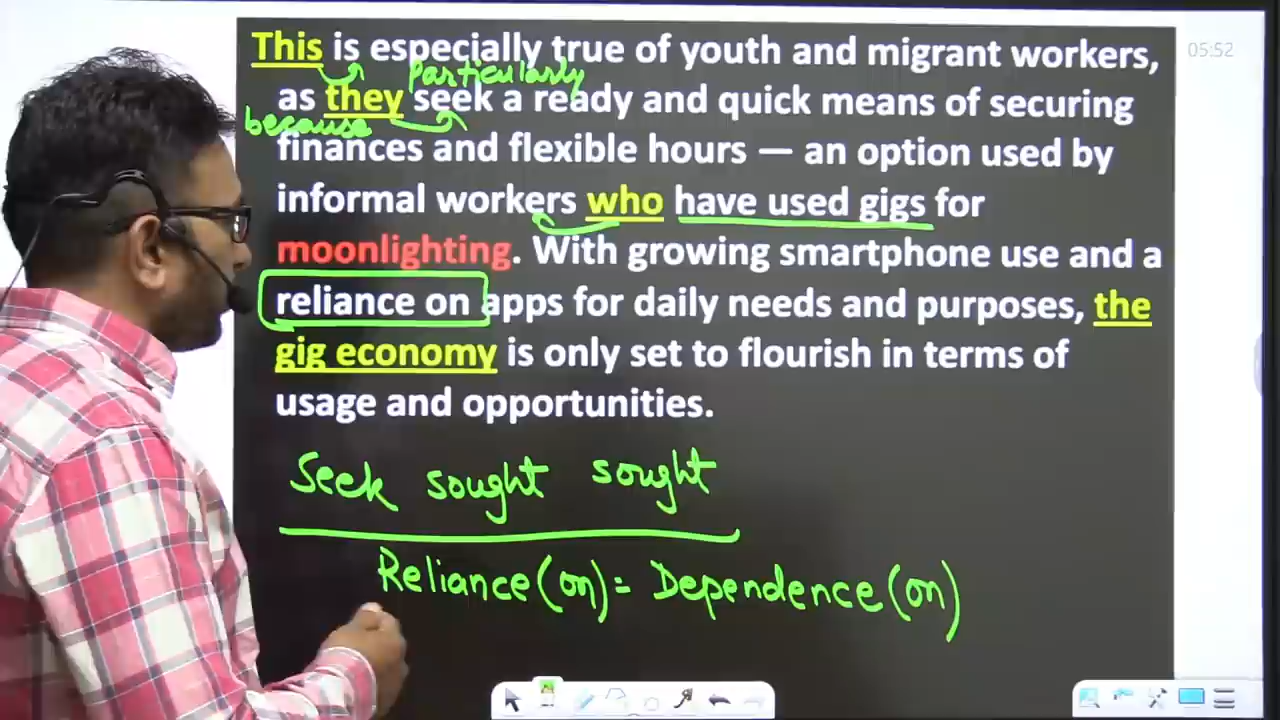 This is especially true of youth and migrant workers,
particularly
as they seek a ready and quick means of securing
because
finances and flexible hours — an option used by
informal workers who have used gigs for
moonlighting. With growing smartphone use and a
reliance on apps for daily needs and purposes, the
gig economy is only set to flourish in terms of
usage and opportunities.
Seek sought sought
Reliance (on) = Dependence (on)
05:52